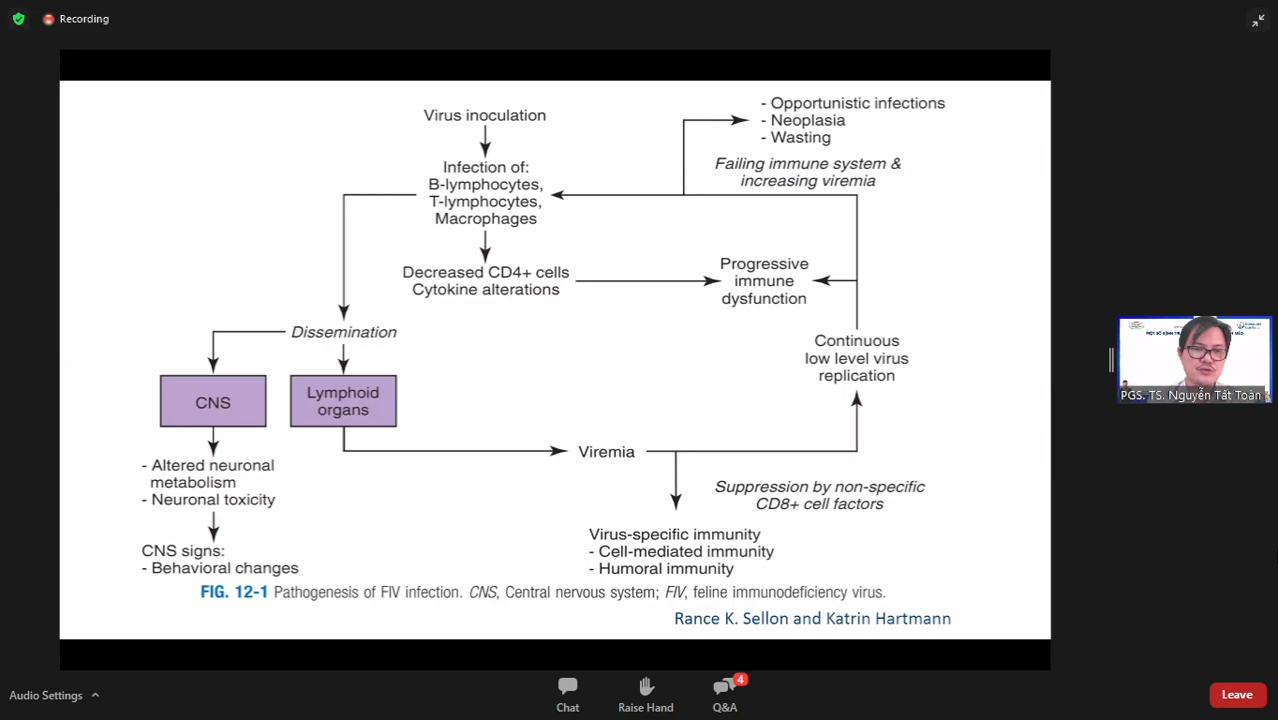 Recording
Virus inoculation
Infection of:
B-lymphocytes,
T-lymphocytes,
Macrophages
Decreased CD4+ cells
Cytokine alterations
- Opportunistic infections
- Neoplasia
- Wasting
Failing immune system &
increasing viremia
Progressive
immune
dysfunction
Dissemination
CNS
Lymphoid
organs
Continuous
low level virus
replication
Viremia
- Altered neuronal
metabolism
- Neuronal toxicity
CNS signs:
- Behavioral changes
Suppression by non-specific
CD8+ cell factors
Virus-specific immunity
- Cell-mediated immunity
- Humoral immunity
FIG. 12-1 Pathogenesis of FIV infection. CNS, Central nervous system; FIV, feline immunodeficiency virus.
Rance K. Sellon and Katrin Hartmann
PGS. TS. Nguyễn Tất Toàn
Audio Settings
Chat
Raise Hand
4
Q&A
Leave